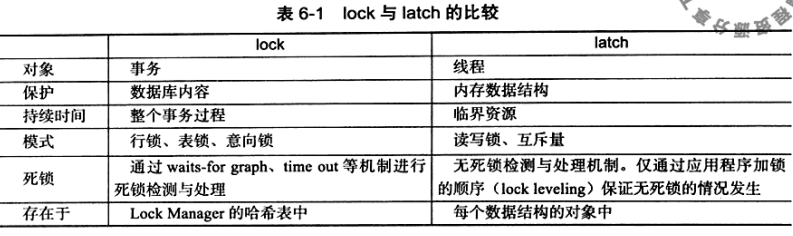 表 6-1 lock 与 latch 的比较
lock latch
对象 事务 线程
保护 数据库内容 内存数据结构
持续时间 整个事务过程 临界资源
模式 行锁、表锁、意向锁 读写锁、互斥量
死锁 通过 waits-for graph、time out 等机制进行 无死锁检测与处理机制。仅通过应用程序加锁
死锁检测与处理 的顺序（lock leveling）保证无死锁的情况发生
存在于 Lock Manager 的哈希表中 每个数据结构的对象中